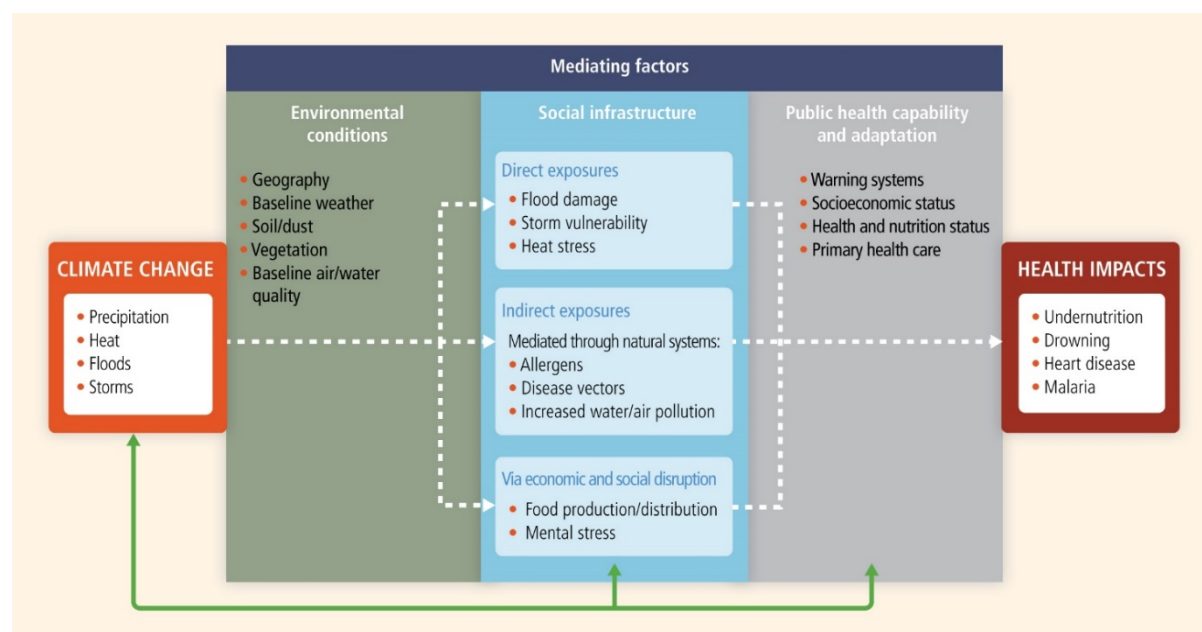 Mediating factors
Environmental
conditions
Geography
Baseline weather
Soil/dust
Vegetation
Baseline air/water
quality
Social infrastructure
Direct exposures
Flood damage
Storm vulnerability
Heat stress
Indirect exposures
Mediated through natural systems:
Allergens
Disease vectors
Increased water/air pollution
Via economic and social disruption
Food production/distribution
Mental stress
Public health capability
and adaptation
Warning systems
Socioeconomic status
Health and nutrition status
Primary health care
CLIMATE CHANGE
Precipitation
Heat
Floods
Storms
HEALTH IMPACTS
Undernutrition
Drowning
Heart disease
Malaria